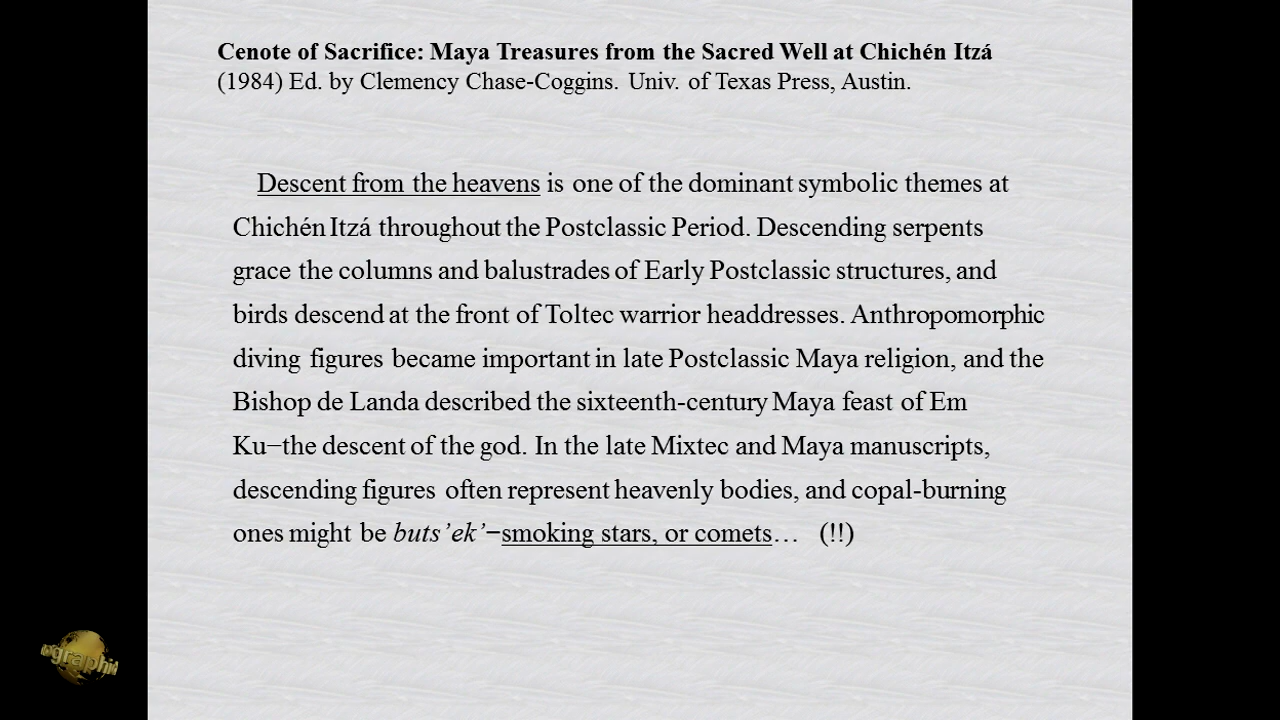 Cenote of Sacrifice: Maya Treasures from the Sacred Well at Chichén Itzá
(1984) Ed. by Clemency Chase-Coggins. Univ. of Texas Press, Austin.
Descent from the heavens is one of the dominant symbolic themes at
Chichén Itzá throughout the Postclassic Period. Descending serpents
grace the columns and balustrades of Early Postclassic structures, and
birds descend at the front of Toltec warrior headdresses. Anthropomorphic
diving figures became important in late Postclassic Maya religion, and the
Bishop de Landa described the sixteenth-century Maya feast of Em
Ku−the descent of the god. In the late Mixtec and Maya manuscripts,
descending figures often represent heavenly bodies, and copal-burning
ones might be buts’ek’−smoking stars, or comets… (!!)